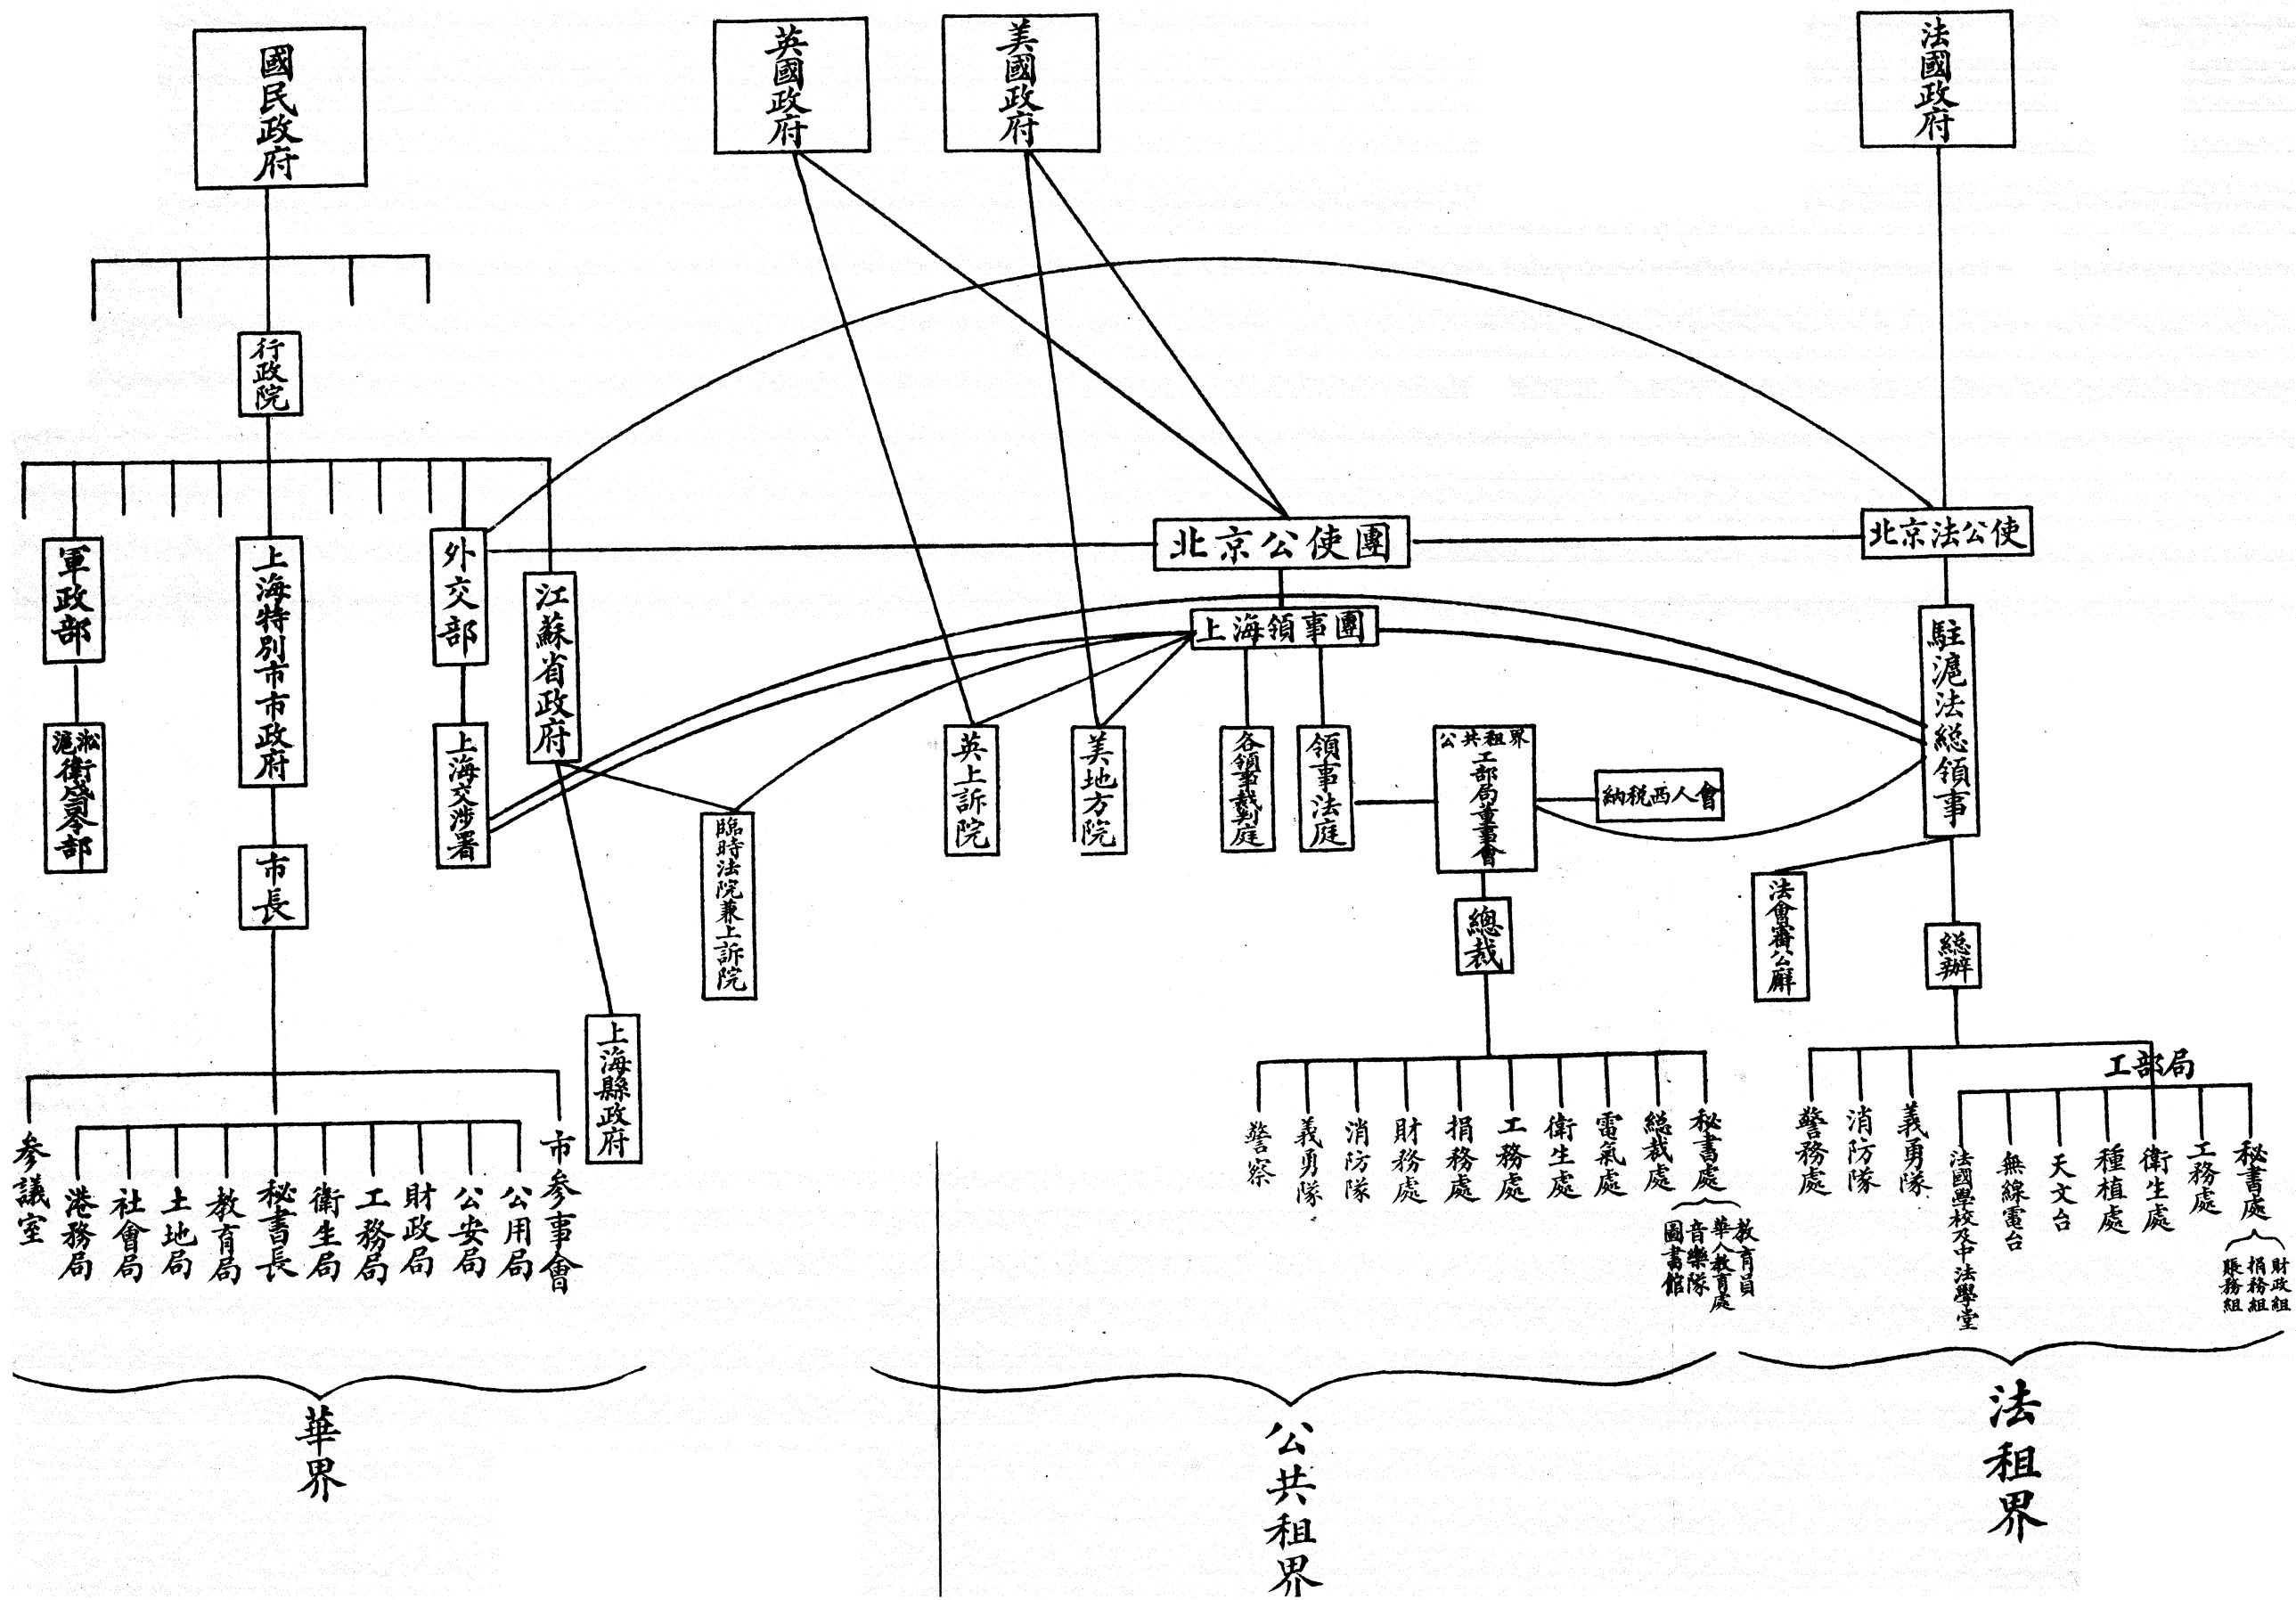 國民政府
英國政府
美國政府
法國政府
行政院
軍政部
上海特別市市政府
外交部
江蘇省政府
北京公使團
北京法公使
上海領事團
駐滬法総領事
淞滬衛戍司令部
市長
上海交涉署
臨時法院兼上訴院
上海縣政府
英上訴院
美地方院
各領事裁判庭
領事法庭
公共租界
工部局董事會
納税西人會
總裁
法會審公廨
総辦
参議室
港務局
社會局
土地局
教育局
秘書長
衛生局
工務局
財政局
公安局
公用局
市参事會
警察
義勇隊
消防隊
財務處
捐務處
工務處
衛生處
電氣處
総裁處
秘書處
圖書館
音樂隊
華人教育處
教育員
警務處
消防隊
義勇隊
工部局
法國學校及中法學堂
無線電台
天文台
種植處
衛生處
工務處
秘書處
賬務組
捐務組
財政組
華界
公共租界
法租界